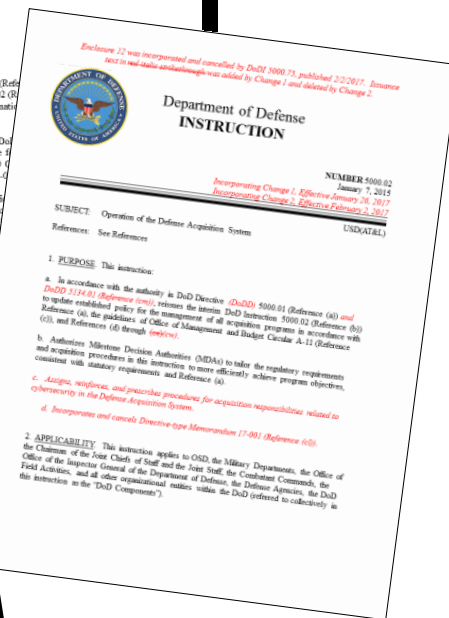 Enclosure 12 was incorporated and cancelled by DoDI 5000.75, published 2/2/2017. Issuance
text in red italic strikethrough was added by Change 1 and deleted by Change 2.
DEPARTMENT OF DEFENSE
UNITED STATES OF AMERICA
Department of Defense
INSTRUCTION
NUMBER 5000.02
January 7, 2015
Incorporating Change 1, Effective January 26, 2017
Incorporating Change 2, Effective February 2, 2017
USD(AT&L)
SUBJECT: Operation of the Defense Acquisition System
References: See References
1. PURPOSE. This instruction:
a. In accordance with the authority in DoD Directive (DoDD) 5000.01 (Reference (a)) and
DoDD 5134.01 (Reference (cm)), reissues the interim DoD Instruction 5000.02 (Reference (b))
to update established policy for the management of all acquisition programs in accordance with
Reference (a), the guidelines of Office of Management and Budget Circular A-11 (Reference
(c)), and References (d) through
b. Authorizes Milestone Decision Authorities (MDAs) to tailor the regulatory requirements
and acquisition procedures in this instruction to more efficiently achieve program objectives,
consistent with statutory requirements and Reference (a).
c. Assigns, reinforces, and prescribes procedures for acquisition responsibilities related to
cybersecurity in the Defense Acquisition System.
d. Incorporates and cancels Directive-type Memorandum 17-001 (Reference (cl)).
2. APPLICABILITY. This instruction applies to OSD, the Military Departments, the Office of
the Chairman of the Joint Chiefs of Staff and the Joint Staff, the Combatant Commands, the
Office of the Inspector General of the Department of Defense, the Defense Agencies, the DoD
Field Activities, and all other organizational entities within the DoD (referred to collectively in
this instruction as the "DoD Components").